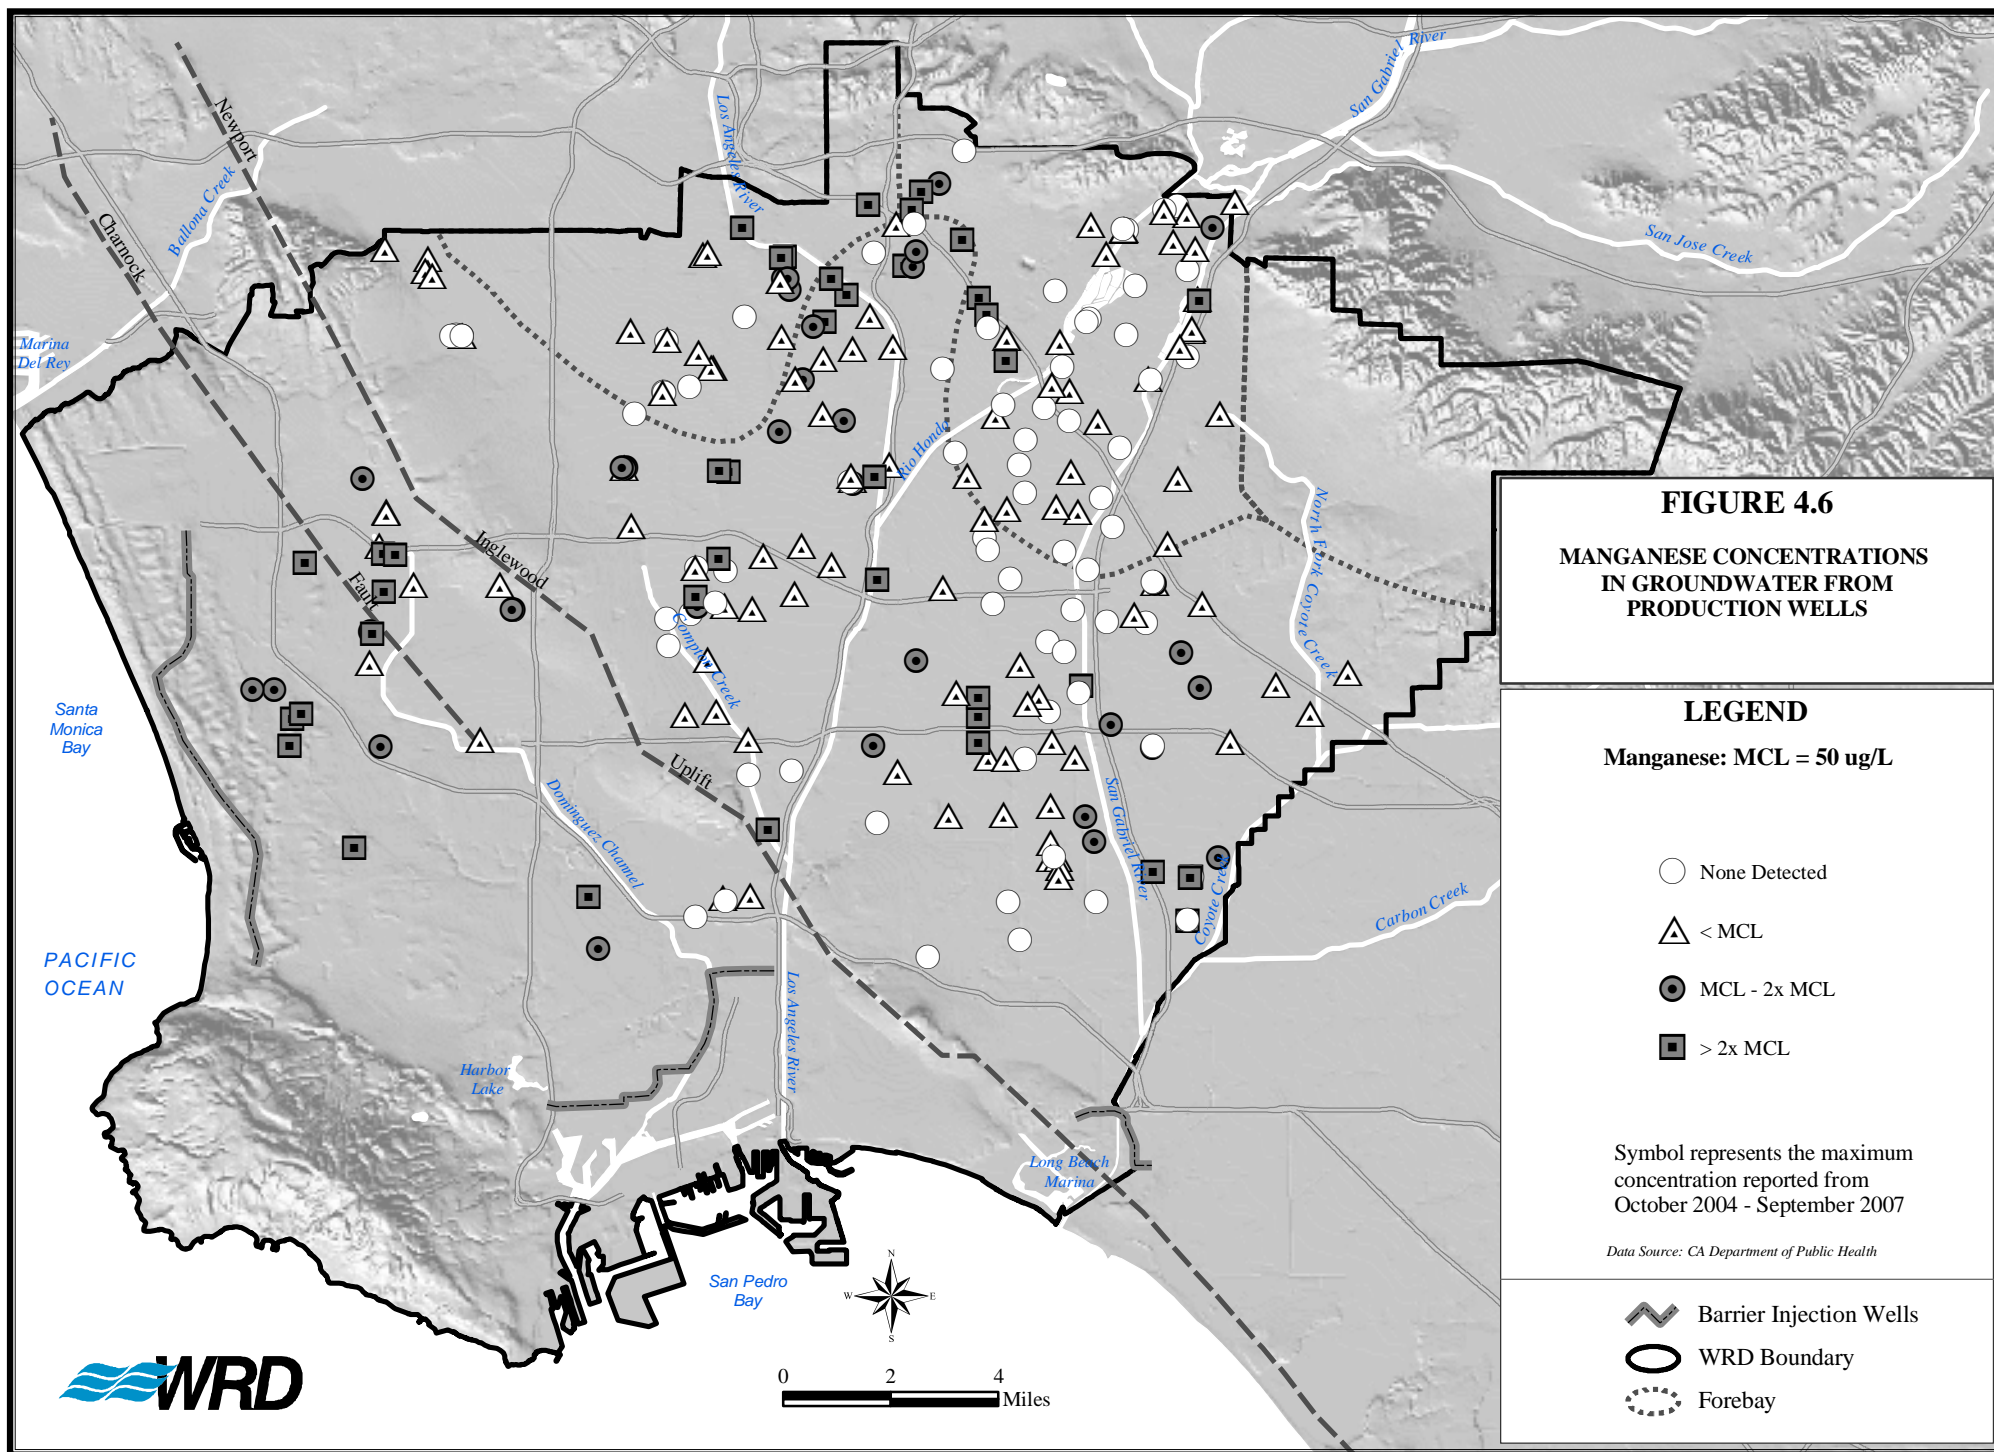 Newport
Los Angeles River
San Gabriel River
Ballona Creek
Charnock
San Jose Creek
Marina
Del Rey
Rio Hondo
North Fork Coyote Creek
Inglewood
Fault
Compton Creek
Santa
Monica
Bay
Uplift
Dominguez Channel
San Gabriel River
Coyote Creek
Carbon Creek
PACIFIC
OCEAN
Los Angeles River
Harbor
Lake
Long Beach
Marina
San Pedro
Bay
N
W
E
S
0 2 4
Miles
WRD
FIGURE 4.6
MANGANESE CONCENTRATIONS
IN GROUNDWATER FROM
PRODUCTION WELLS
LEGEND
Manganese: MCL = 50 ug/L
None Detected
< MCL
MCL - 2x MCL
> 2x MCL
Symbol represents the maximum
concentration reported from
October 2004 - September 2007
Data Source: CA Department of Public Health
Barrier Injection Wells
WRD Boundary
Forebay